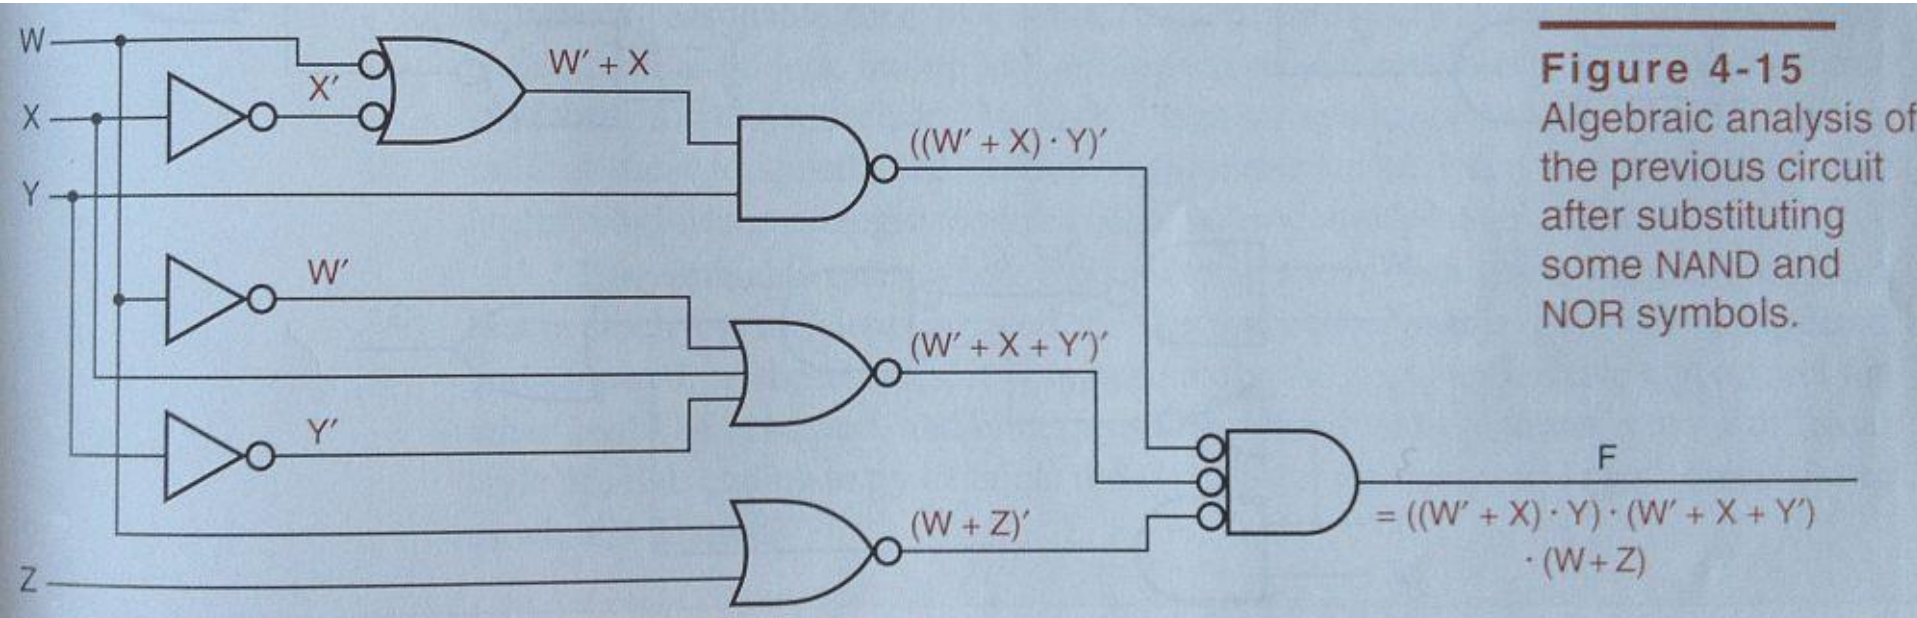 W
X
Y
Z
X′
W′ + X
((W′ + X) · Y)′
W′
(W′ + X + Y′)′
Y′
(W + Z)′
F
= ((W′ + X) · Y) · (W′ + X + Y′)
· (W + Z)
Figure 4-15
Algebraic analysis of
the previous circuit
after substituting
some NAND and
NOR symbols.